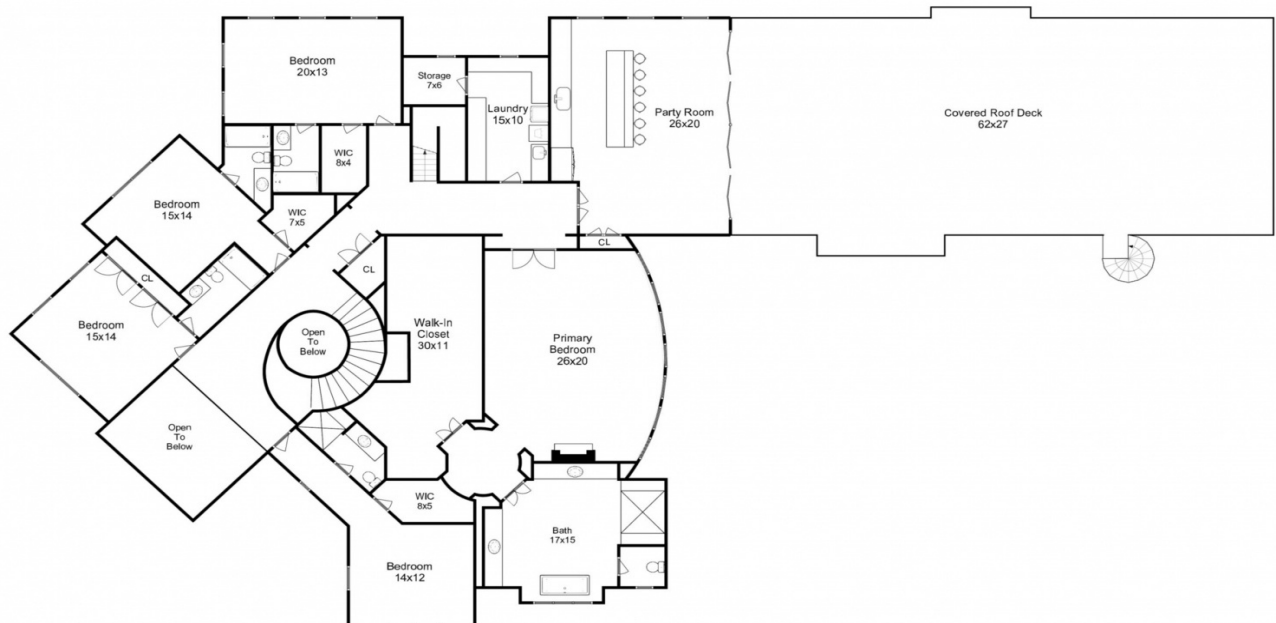 Bedroom
20x13
Storage
7x6
Laundry
15x10
Party Room
26x20
Covered Roof Deck
62x27
WIC
8x4
Bedroom
15x14
WIC
7x5
CL
CL
CL
Bedroom
15x14
Open
To
Below
Walk-In
Closet
30x11
Primary
Bedroom
26x20
Open
To
Below
WIC
8x5
Bath
17x15
Bedroom
14x12